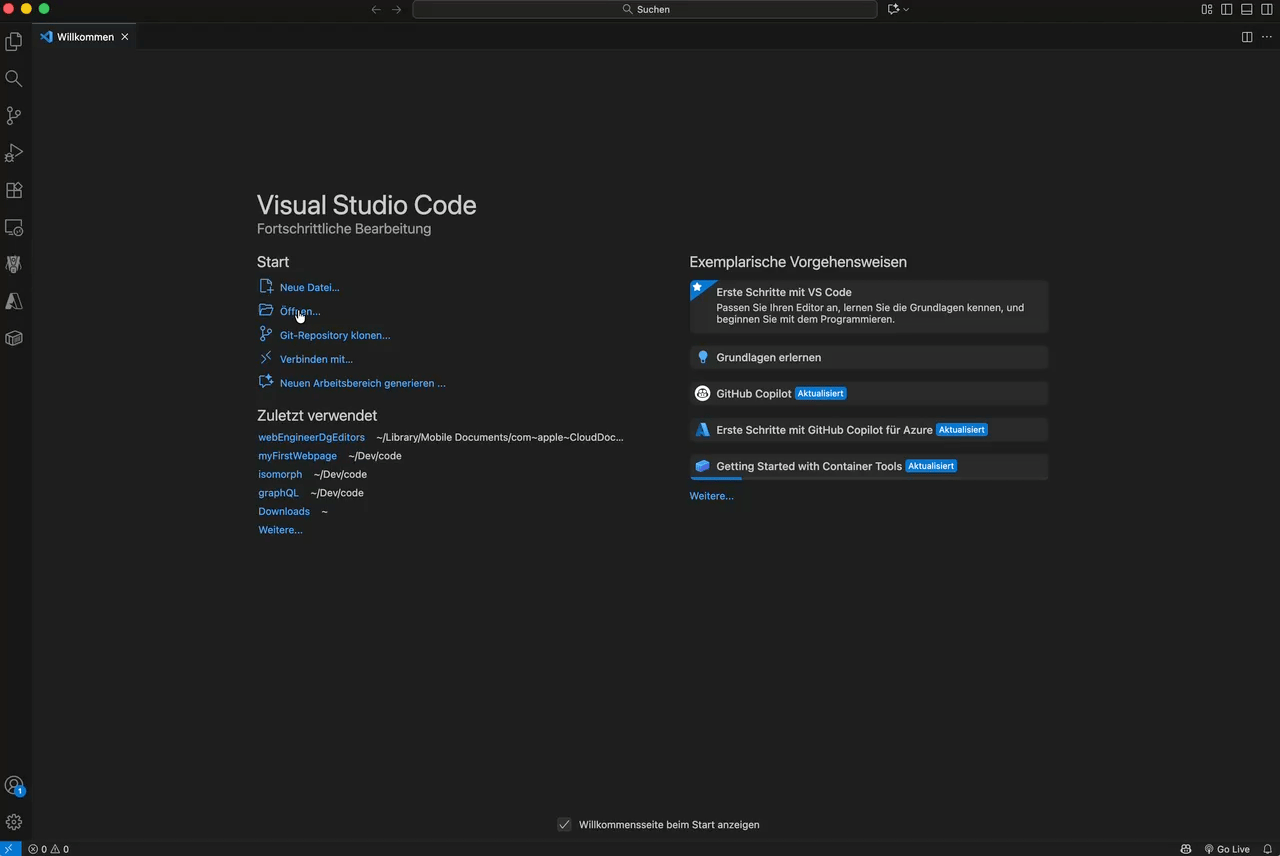 Suchen
Willkommen
Visual Studio Code
Fortschrittliche Bearbeitung
Start
Neue Datei...
Öffnen...
Git-Repository klonen...
Verbinden mit...
Neuen Arbeitsbereich generieren ...
Zuletzt verwendet
webEngineerDgEditors ~/Library/Mobile Documents/com~apple~CloudDoc...
myFirstWebpage ~/Dev/code
isomorph ~/Dev/code
graphQL ~/Dev/code
Downloads ~
Weitere...
Exemplarische Vorgehensweisen
Erste Schritte mit VS Code
Passen Sie Ihren Editor an, lernen Sie die Grundlagen kennen, und
beginnen Sie mit dem Programmieren.
Grundlagen erlernen
GitHub Copilot Aktualisiert
Erste Schritte mit GitHub Copilot für Azure Aktualisiert
Getting Started with Container Tools Aktualisiert
Weitere...
1
Willkommensseite beim Start anzeigen
0 0
Go Live